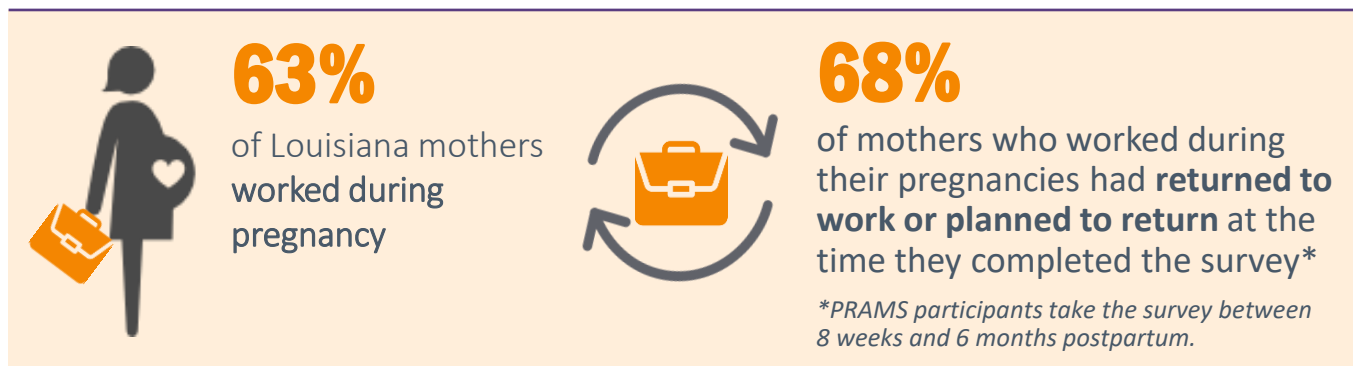 63%
of Louisiana mothers
worked during
pregnancy
68%
of mothers who worked during
their pregnancies had returned to
work or planned to return at the
time they completed the survey*
*PRAMS participants take the survey between
8 weeks and 6 months postpartum.